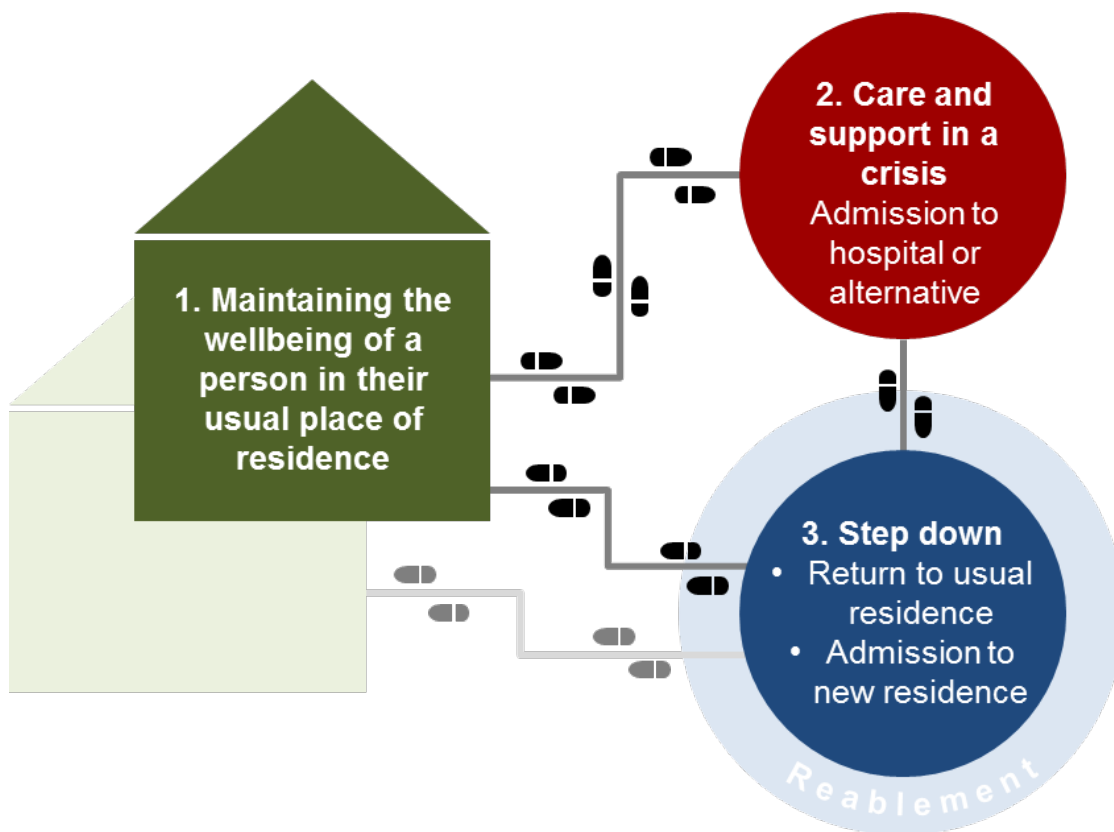 1. Maintaining the
wellbeing of a
person in their
usual place of
residence
2. Care and
support in a
crisis
Admission to
hospital or
alternative
3. Step down
• Return to usual
residence
• Admission to
new residence
Reablement